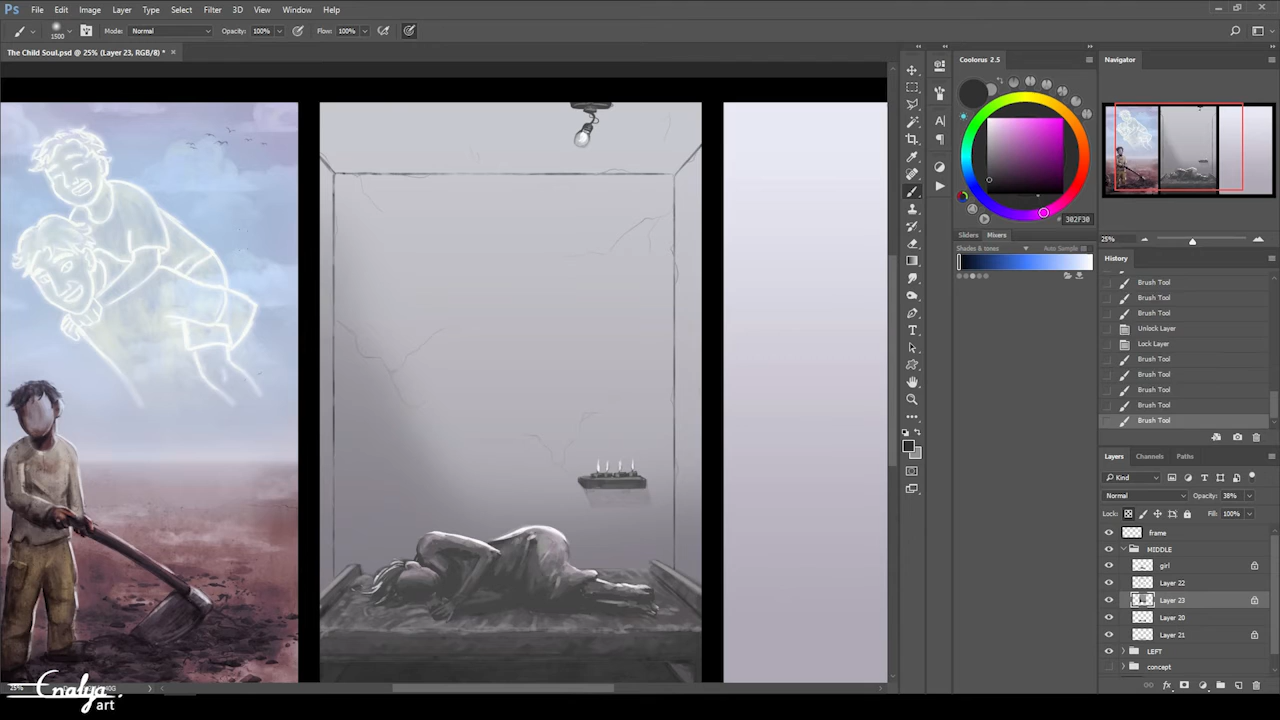 Ps File Edit Image Layer Type Select Filter 3D View Window Help
1500 Mode: Normal Opacity: 100% Flow: 100%
The Child Soul.psd @ 25% (Layer 23, RGB/8) *
Coolorus 2.5
302F30
Sliders Mixers
Shades & tones Auto Sample
Navigator
25%
History
Brush Tool
Brush Tool
Brush Tool
Unlock Layer
Lock Layer
Brush Tool
Brush Tool
Brush Tool
Brush Tool
Brush Tool
Layers Channels Paths
Kind
Normal Opacity: 38%
Lock: Fill: 100%
frame
MIDDLE
girl
Layer 22
Layer 23
Layer 20
Layer 21
LEFT
concept
25%
Enalya
art